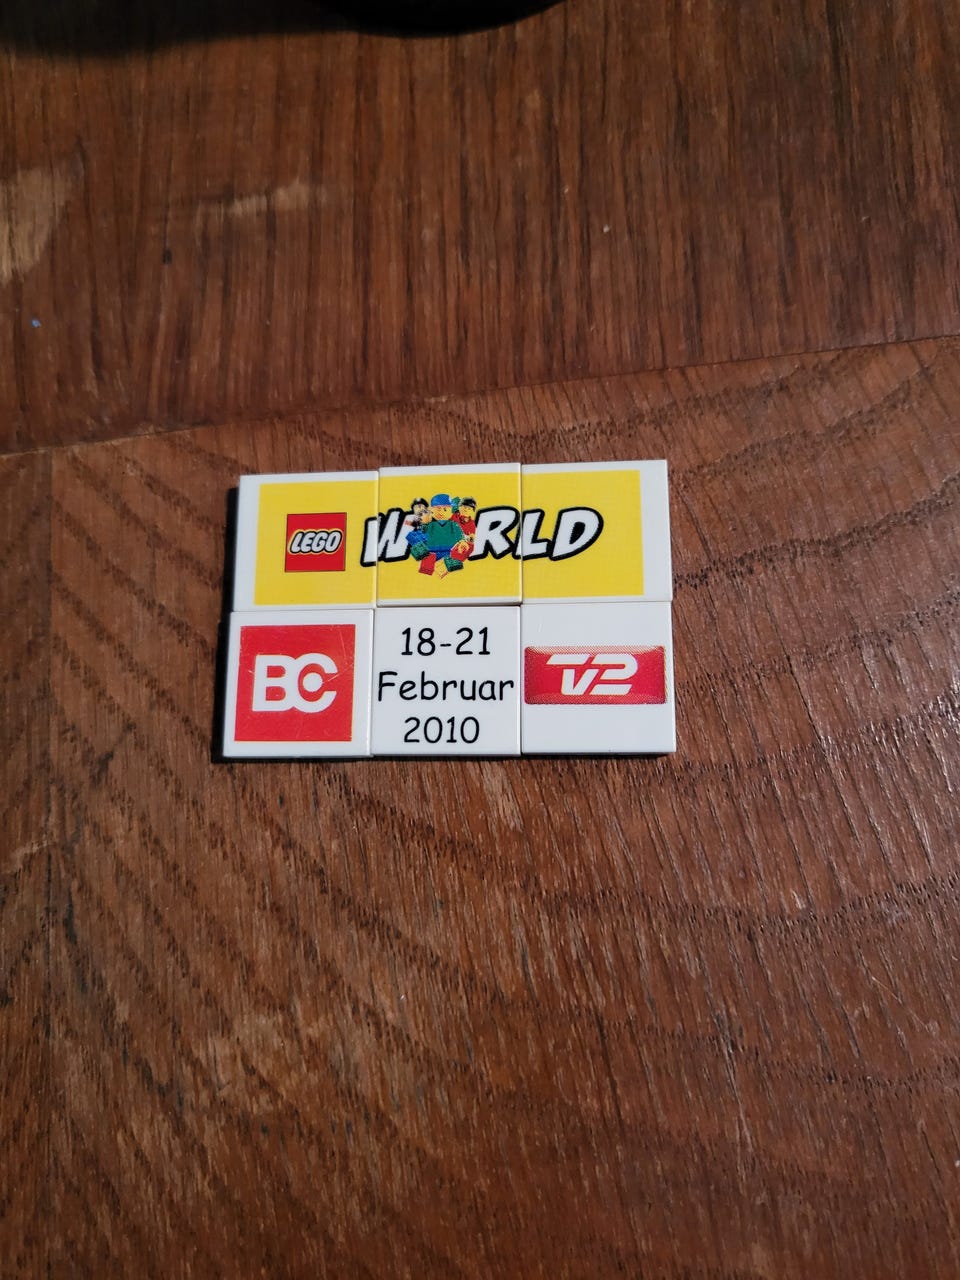 LEGO WORLD
BC
18-21
Februar
2010
TV2